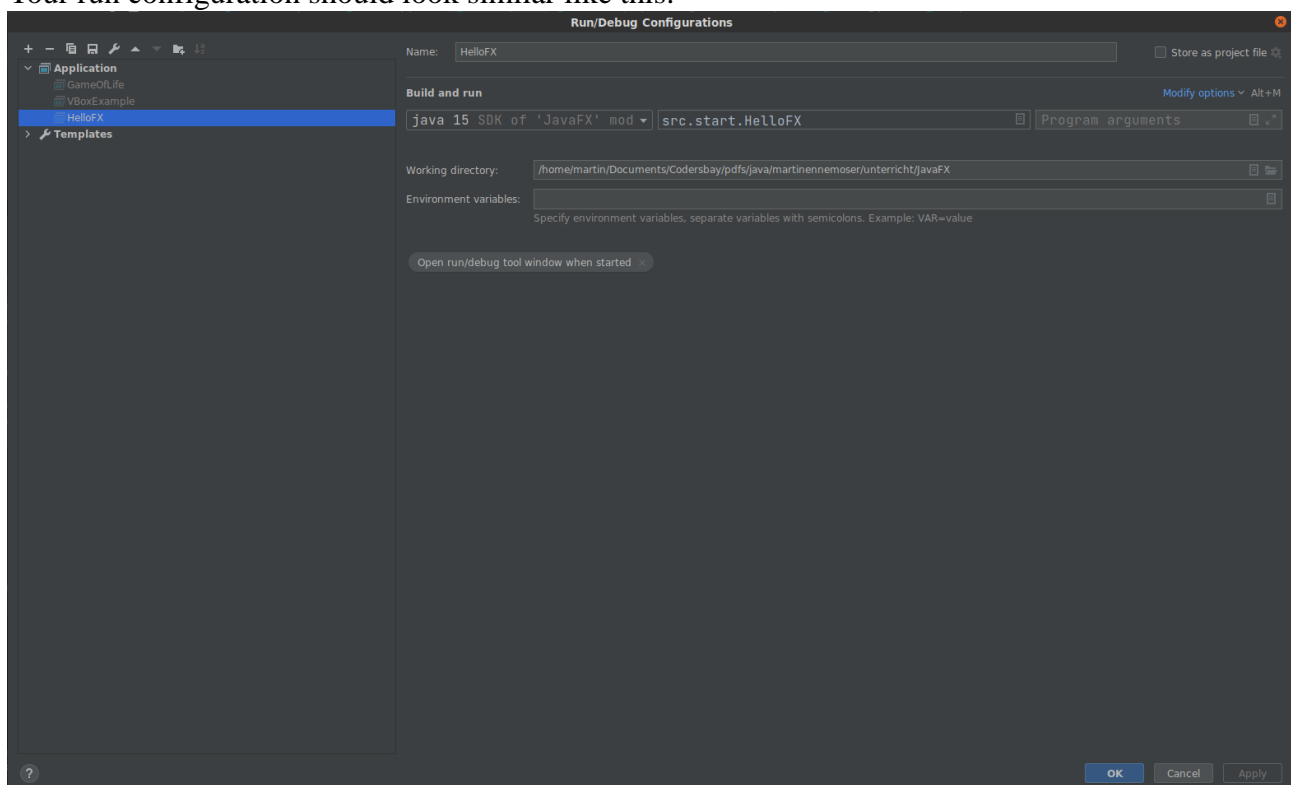 Your run configuration should look similar like this:
Run/Debug Configurations
Name: HelloFX Store as project file
Application
GameOfLife
VBoxExample
HelloFX
Templates
Build and run Modify options Alt+M
java 15 SDK of 'JavaFX' mod src.start.HelloFX Program arguments
Working directory: /home/martin/Documents/Codersbay/pdfs/java/martinennemoser/unterricht/JavaFX
Environment variables:
Specify environment variables, separate variables with semicolons. Example: VAR=value
Open run/debug tool window when started ×
? OK Cancel Apply